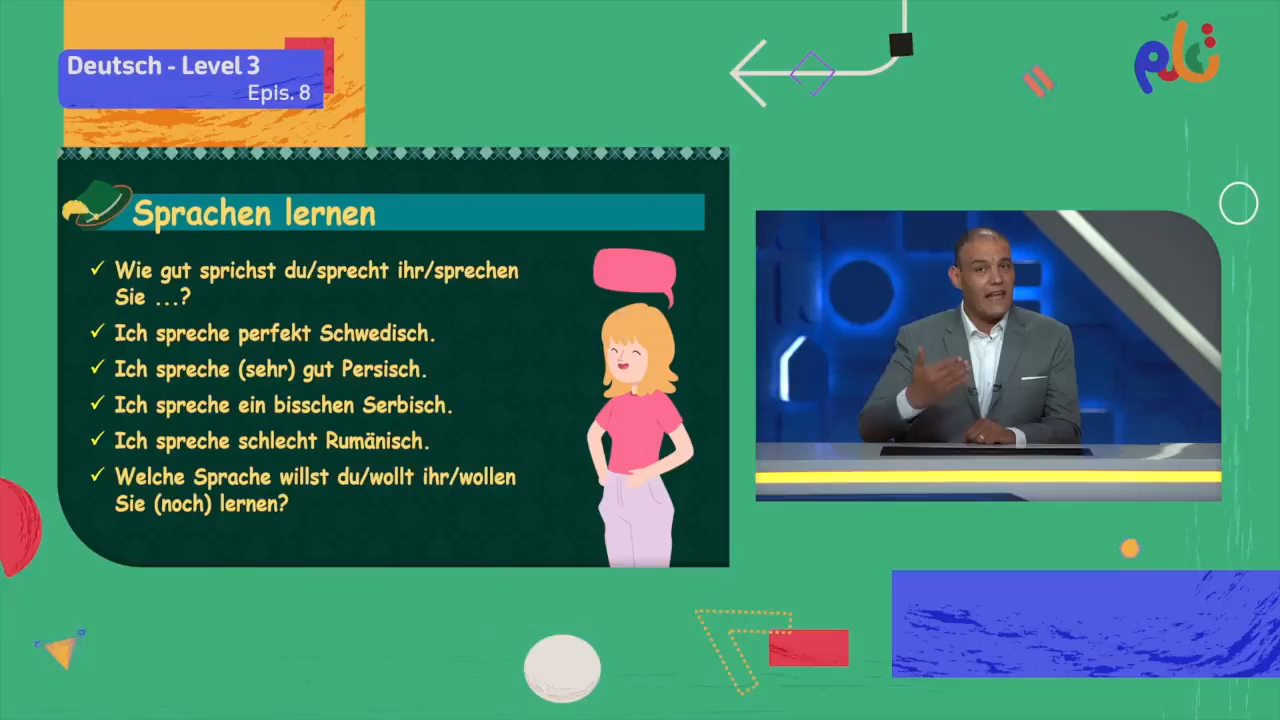 Deutsch - Level 3
Epis. 8
تكلم
Sprachen lernen
✓ Wie gut sprichst du/sprecht ihr/sprechen
Sie ...?
✓ Ich spreche perfekt Schwedisch.
✓ Ich spreche (sehr) gut Persisch.
✓ Ich spreche ein bisschen Serbisch.
✓ Ich spreche schlecht Rumänisch.
✓ Welche Sprache willst du/wollt ihr/wollen
Sie (noch) lernen?